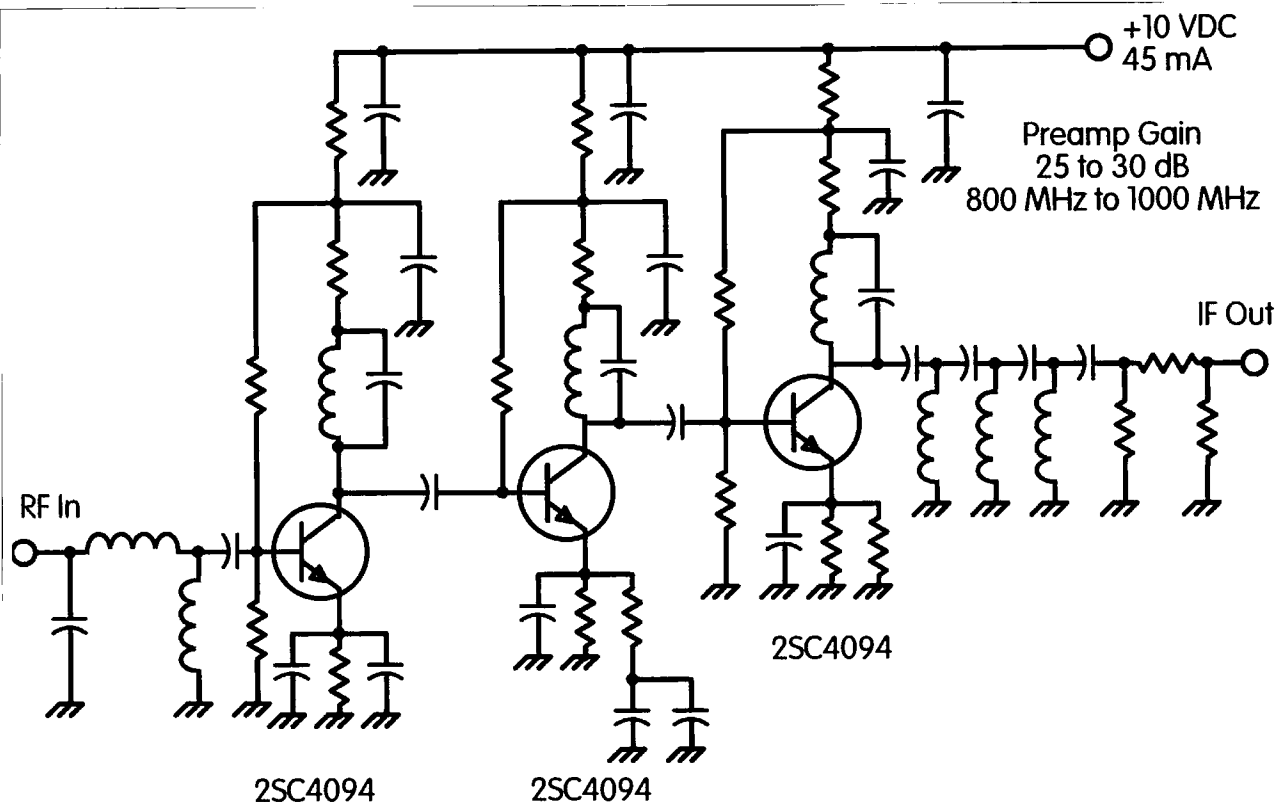 +10 VDC
45 mA
Preamp Gain
25 to 30 dB
800 MHz to 1000 MHz
IF Out
RF In
2SC4094
2SC4094
2SC4094